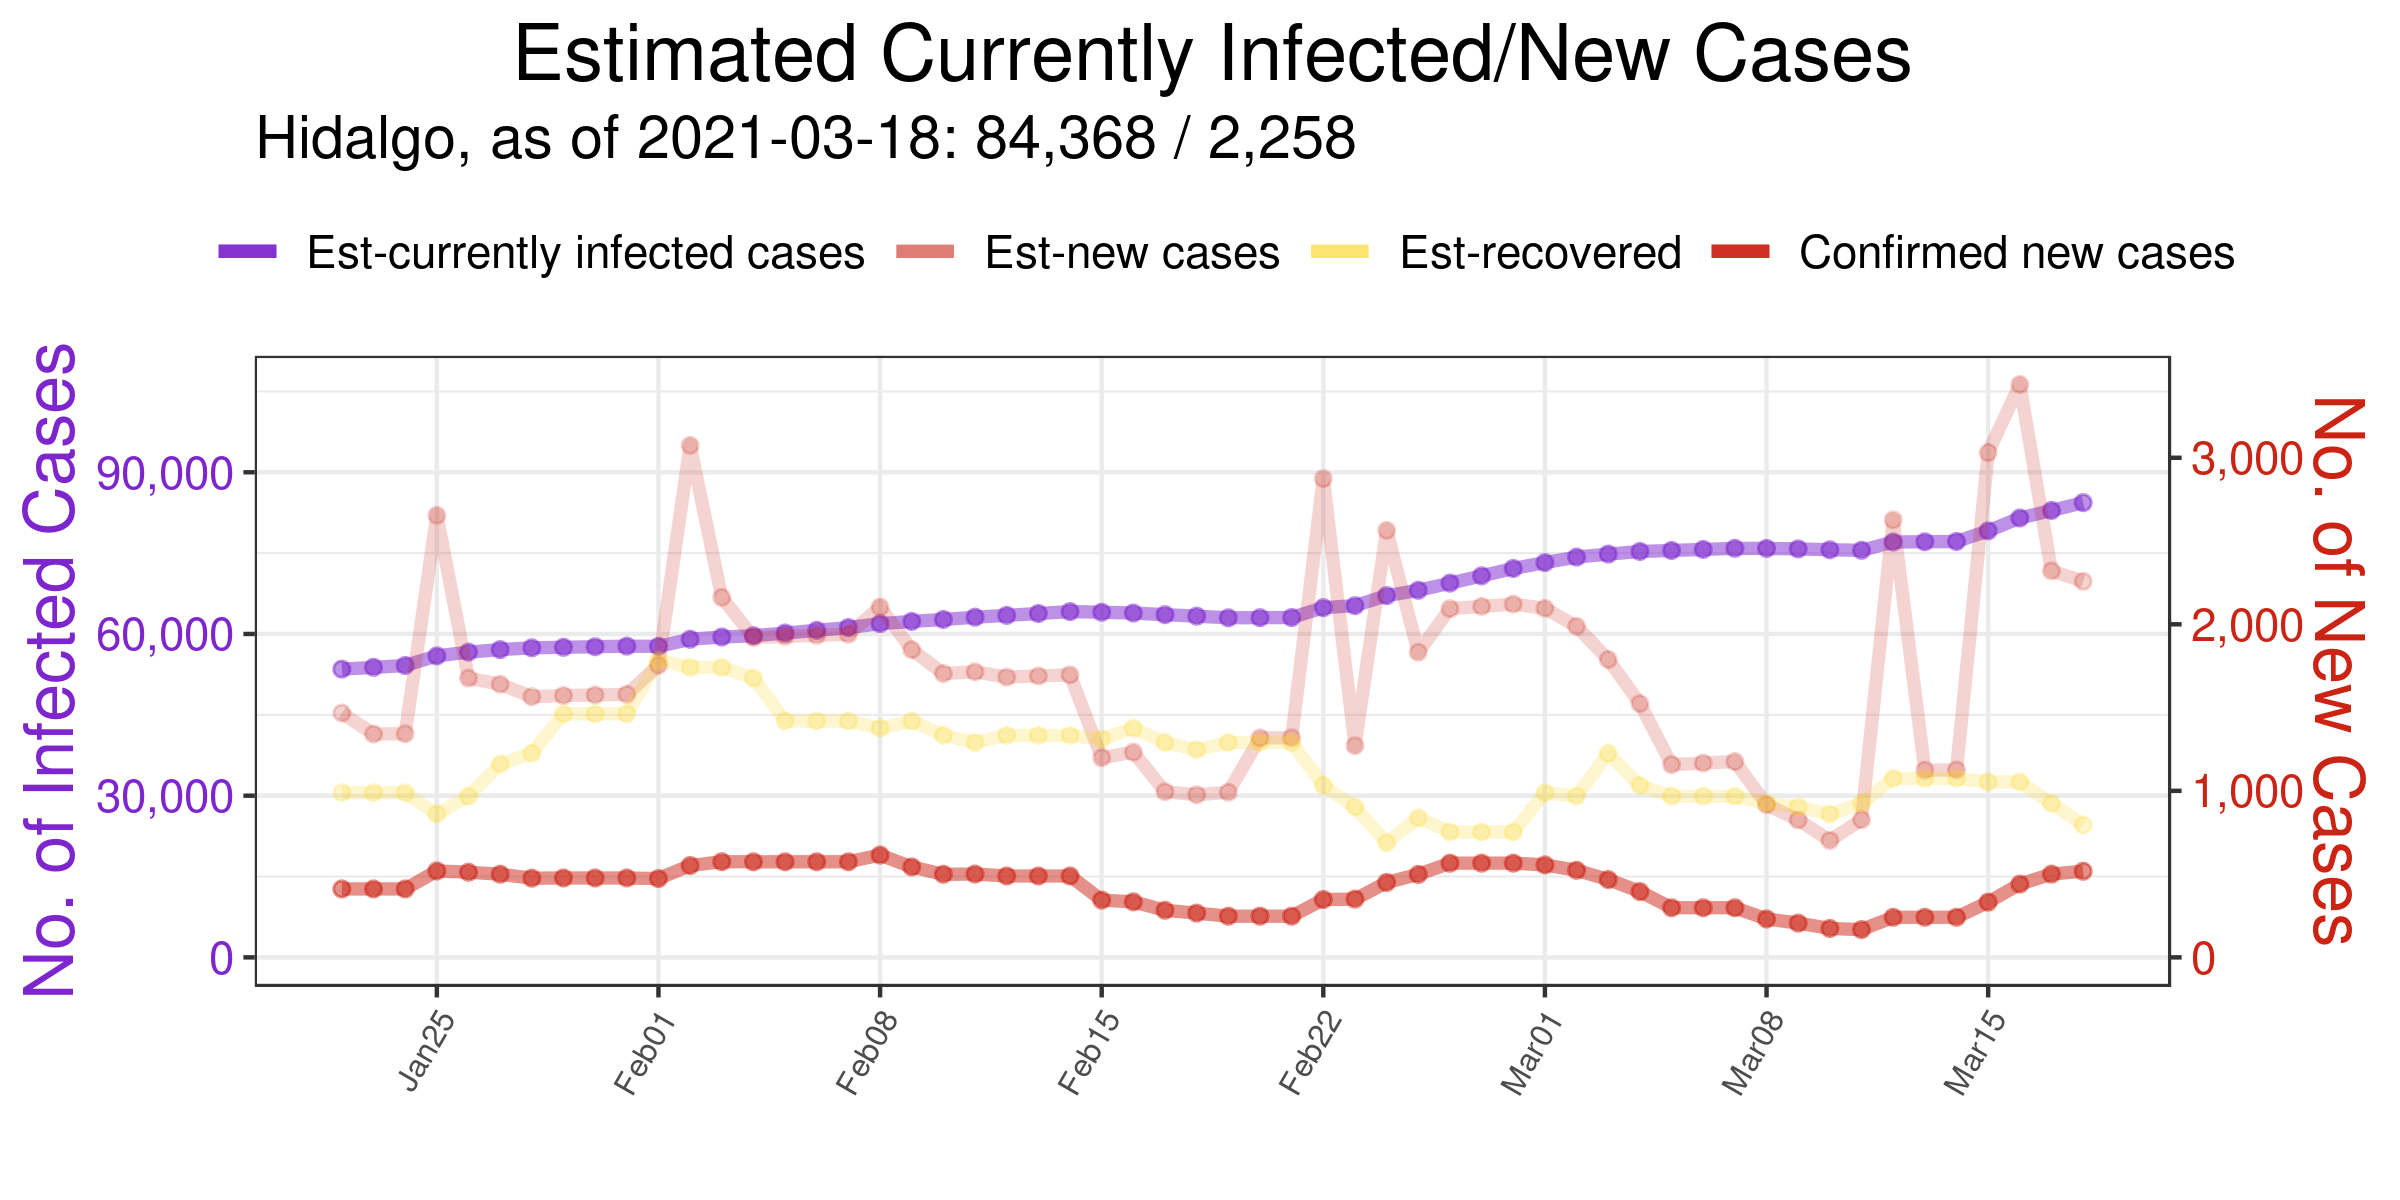 Estimated Currently Infected/New Cases
Hidalgo, as of 2021-03-18: 84,368 / 2,258
Est-currently infected cases Est-new cases Est-recovered Confirmed new cases
No. of Infected Cases
90,000
60,000
30,000
0
3,000
2,000
1,000
0
No. of New Cases
Jan25 Feb01 Feb08 Feb15 Feb22 Mar01 Mar08 Mar15